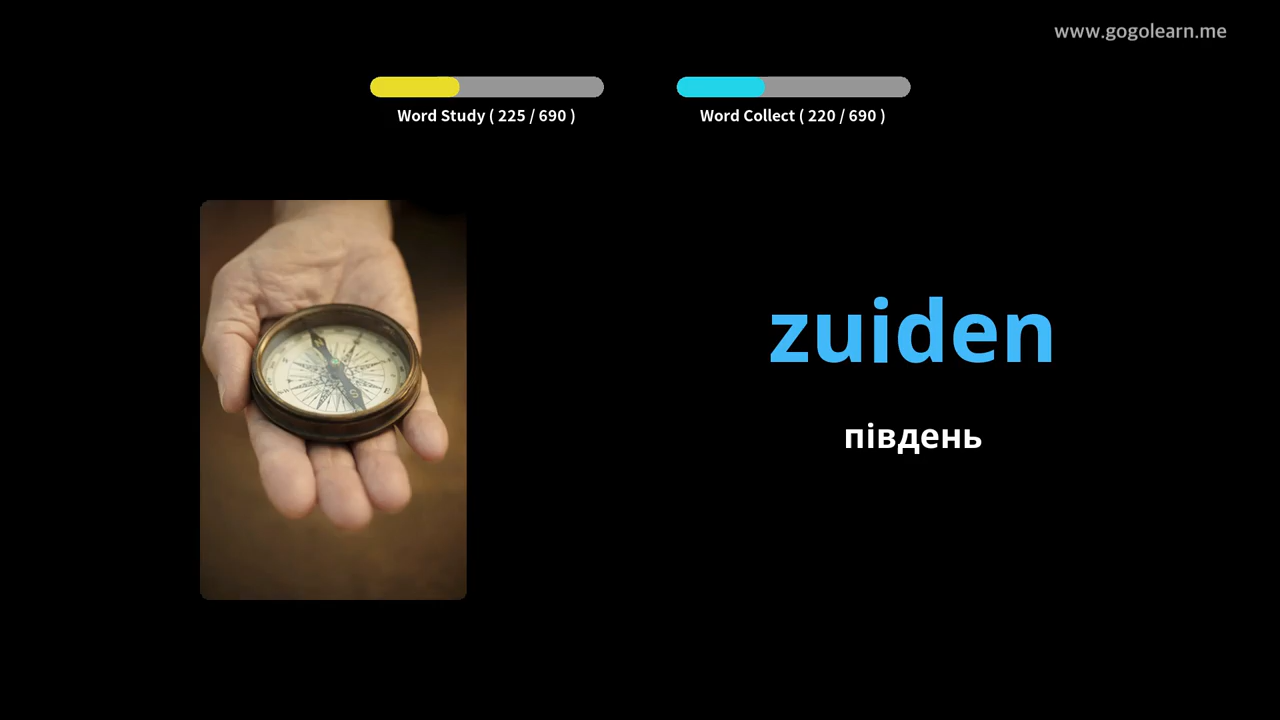 www.gogolearn.me
Word Study ( 225 / 690 )
Word Collect ( 220 / 690 )
zuiden
південь